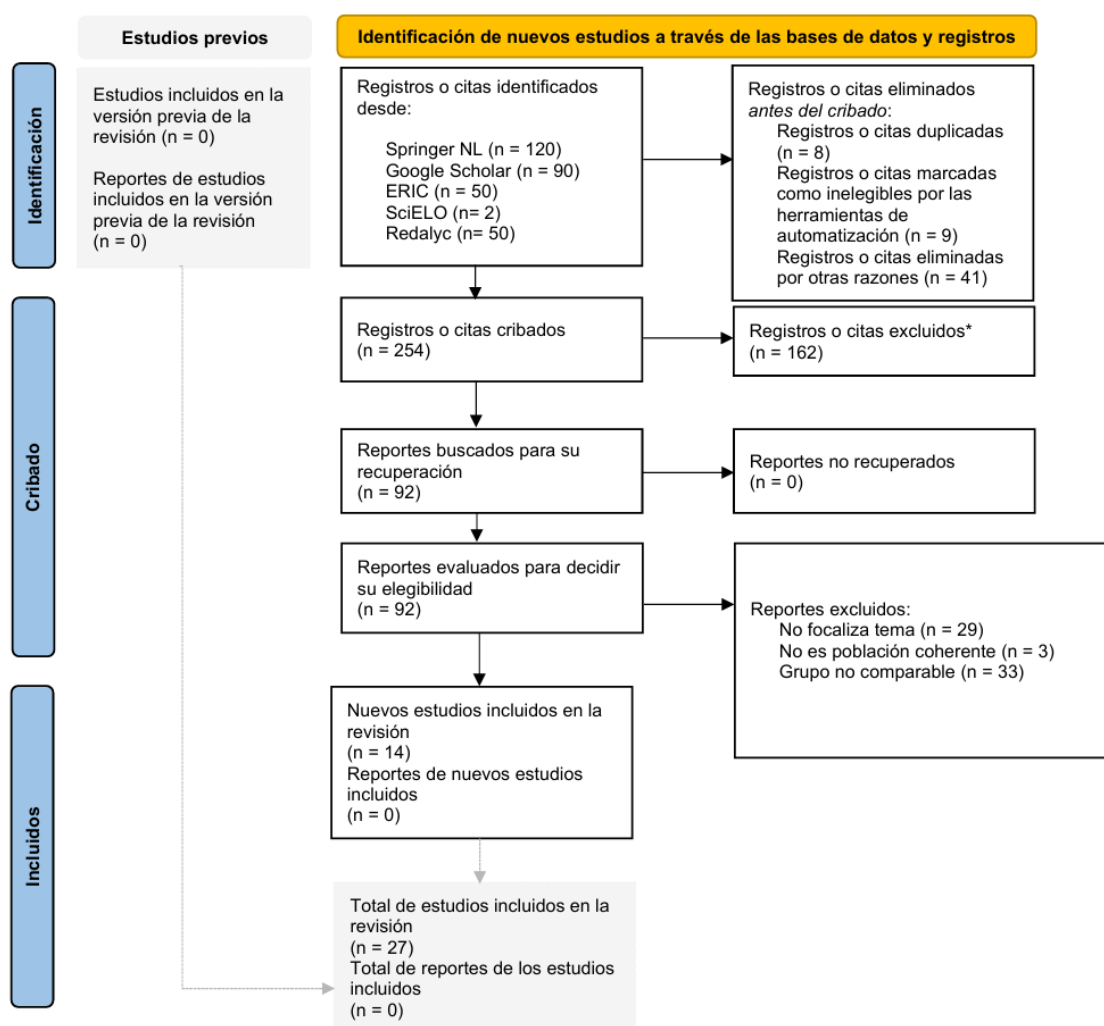 Estudios previos
Identificación de nuevos estudios a través de las bases de datos y registros
Identificación
Estudios incluidos en la
versión previa de la
revisión (n = 0)
Reportes de estudios
incluidos en la versión
previa de la revisión
(n = 0)
Registros o citas identificados
desde:
Springer NL (n = 120)
Google Scholar (n = 90)
ERIC (n = 50)
SciELO (n= 2)
Redalyc (n= 50)
Registros o citas eliminados
antes del cribado:
Registros o citas duplicadas
(n = 8)
Registros o citas marcadas
como inelegibles por las
herramientas de
automatización (n = 9)
Registros o citas eliminadas
por otras razones (n = 41)
Cribado
Registros o citas cribados
(n = 254)
Registros o citas excluidos*
(n = 162)
Reportes buscados para su
recuperación
(n = 92)
Reportes no recuperados
(n = 0)
Reportes evaluados para decidir
su elegibilidad
(n = 92)
Reportes excluidos:
No focaliza tema (n = 29)
No es población coherente (n = 3)
Grupo no comparable (n = 33)
Incluidos
Nuevos estudios incluidos en la
revisión
(n = 14)
Reportes de nuevos estudios
incluidos
(n = 0)
Total de estudios incluidos en la
revisión
(n = 27)
Total de reportes de los estudios
incluidos
(n = 0)